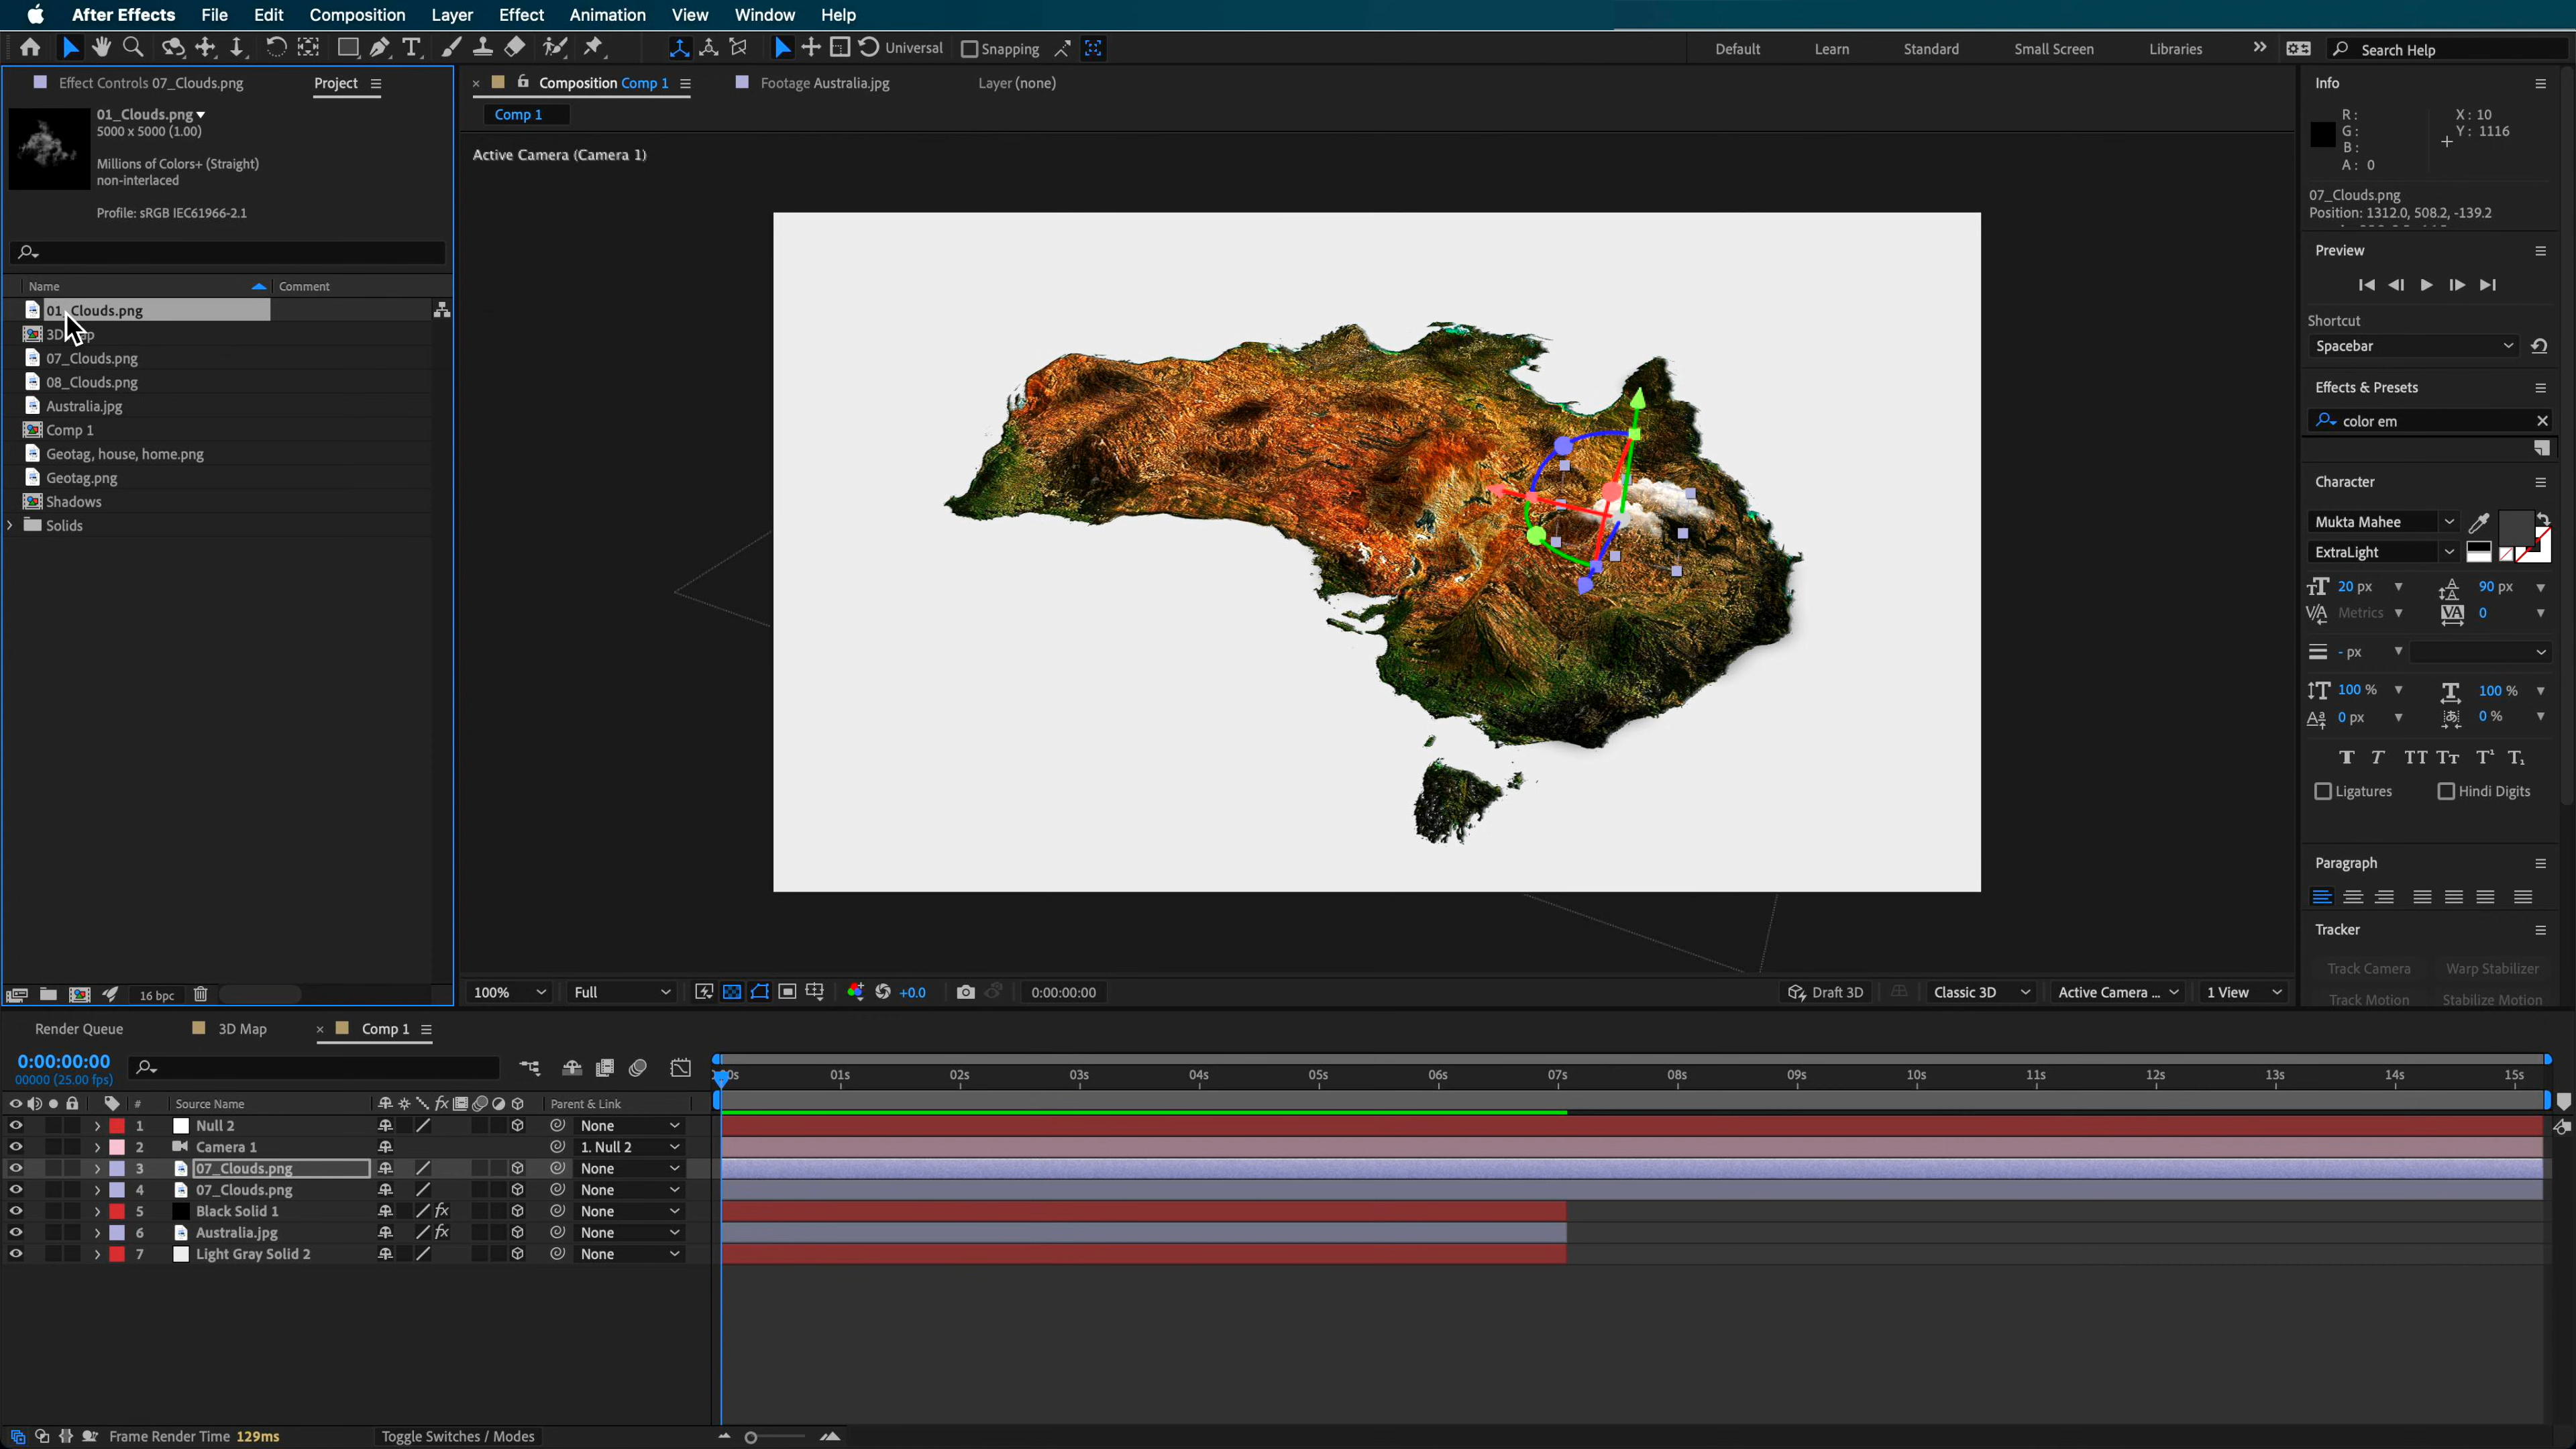 After Effects File Edit Composition Layer Effect Animation View Window Help
Universal Snapping Default Learn Standard Small Screen Libraries Search Help
Effect Controls 07_Clouds.png Project
Composition Comp 1 Footage Australia.jpg Layer (none)
01_Clouds.png
5000 x 5000 (1.00)
Millions of Colors+ (Straight)
non-interlaced
Profile: sRGB IEC61966-2.1
Comp 1
Active Camera (Camera 1)
Name Comment
01_Clouds.png
07_Clouds.png
08_Clouds.png
Australia.jpg
Comp 1
Geotag, house, home.png
Geotag.png
Shadows
Solids
16 bpc
100% Full +0.0 0:00:00:00 Draft 3D Classic 3D Active Camera ... 1 View
Info
R: X: 10
G: Y: 1116
B:
A: 0
07_Clouds.png
Position: 1312.0, 508.2, -139.2
Preview
Shortcut
Spacebar
Effects & Presets
color em
Character
Mukta Mahee
ExtraLight
20 px 90 px
Metrics 0
- px
100 % 100 %
0 px 0 %
Ligatures Hindi Digits
Paragraph
Tracker
Track Camera Warp Stabilizer
Track Motion Stabilize Motion
Render Queue 3D Map Comp 1
0:00:00:00
00000 (25.00 fps)
01s 02s 03s 04s 05s 06s 07s 08s 09s 10s 11s 12s 13s 14s 15s
# Source Name Parent & Link
1 Null 2 None
2 Camera 1 1. Null 2
3 07_Clouds.png None
4 07_Clouds.png None
5 Black Solid 1 None
6 Australia.jpg None
7 Light Gray Solid 2 None
Frame Render Time 129ms Toggle Switches / Modes